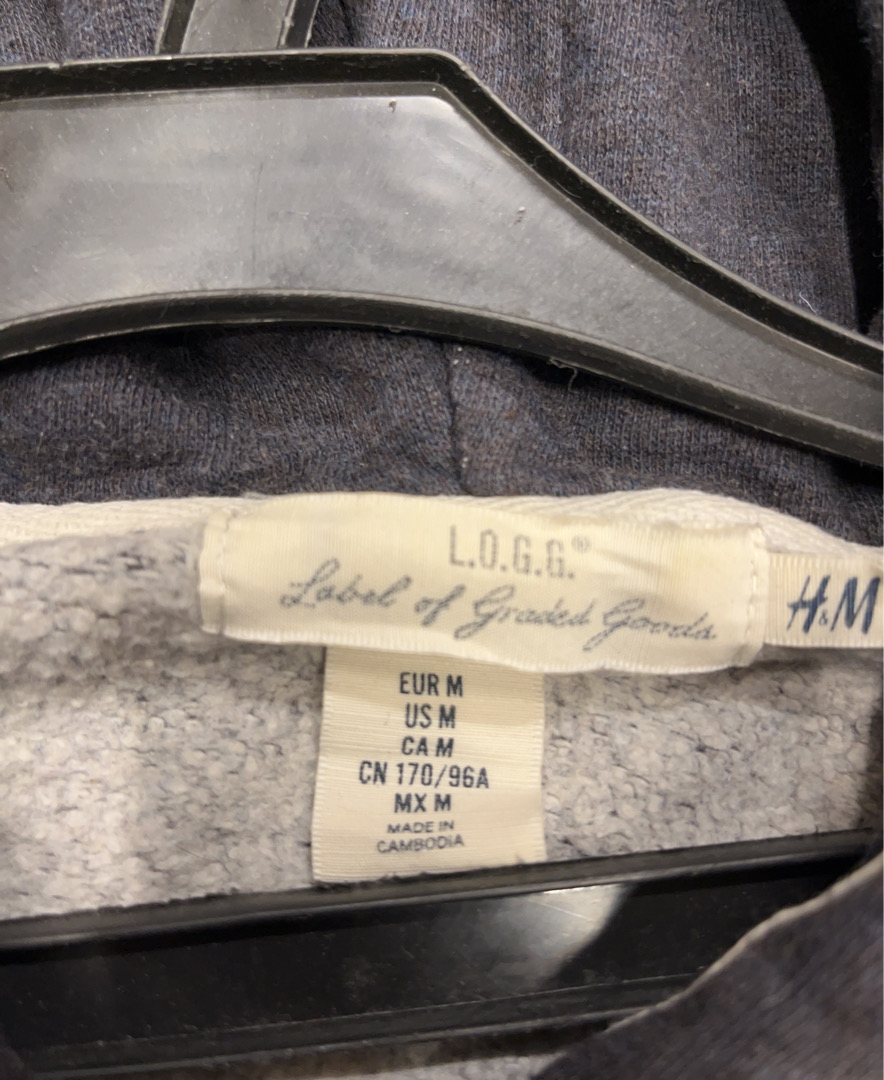 L.O.G.G.®
Label of Graded Goods
H&M
EUR M
US M
CA M
CN 170/96A
MX M
MADE IN
CAMBODIA